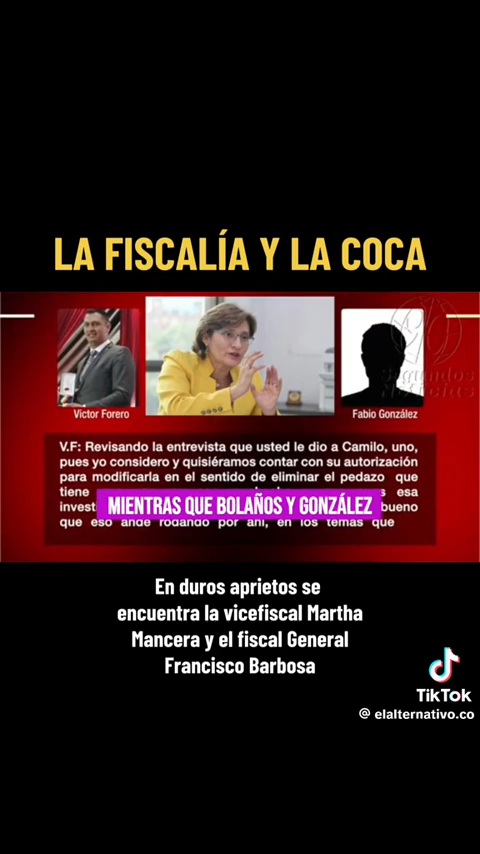 LA FISCALÍA Y LA COCA
Segundos
Noticias
Victor Forero
Fabio González
V.F: Revisando la entrevista que usted le dio a Camilo, uno,
pues yo considero y quisiéramos contar con su autorización
para modificarla en el sentido de eliminar el pedazo que
tiene esa
invest bueno
que eso ande rodando por ahí, en los temas que
MIENTRAS QUE BOLAÑOS Y GONZÁLEZ
En duros aprietos se
encuentra la vicefiscal Martha
Mancera y el fiscal General
Francisco Barbosa
TikTok
@ elalternativo.co